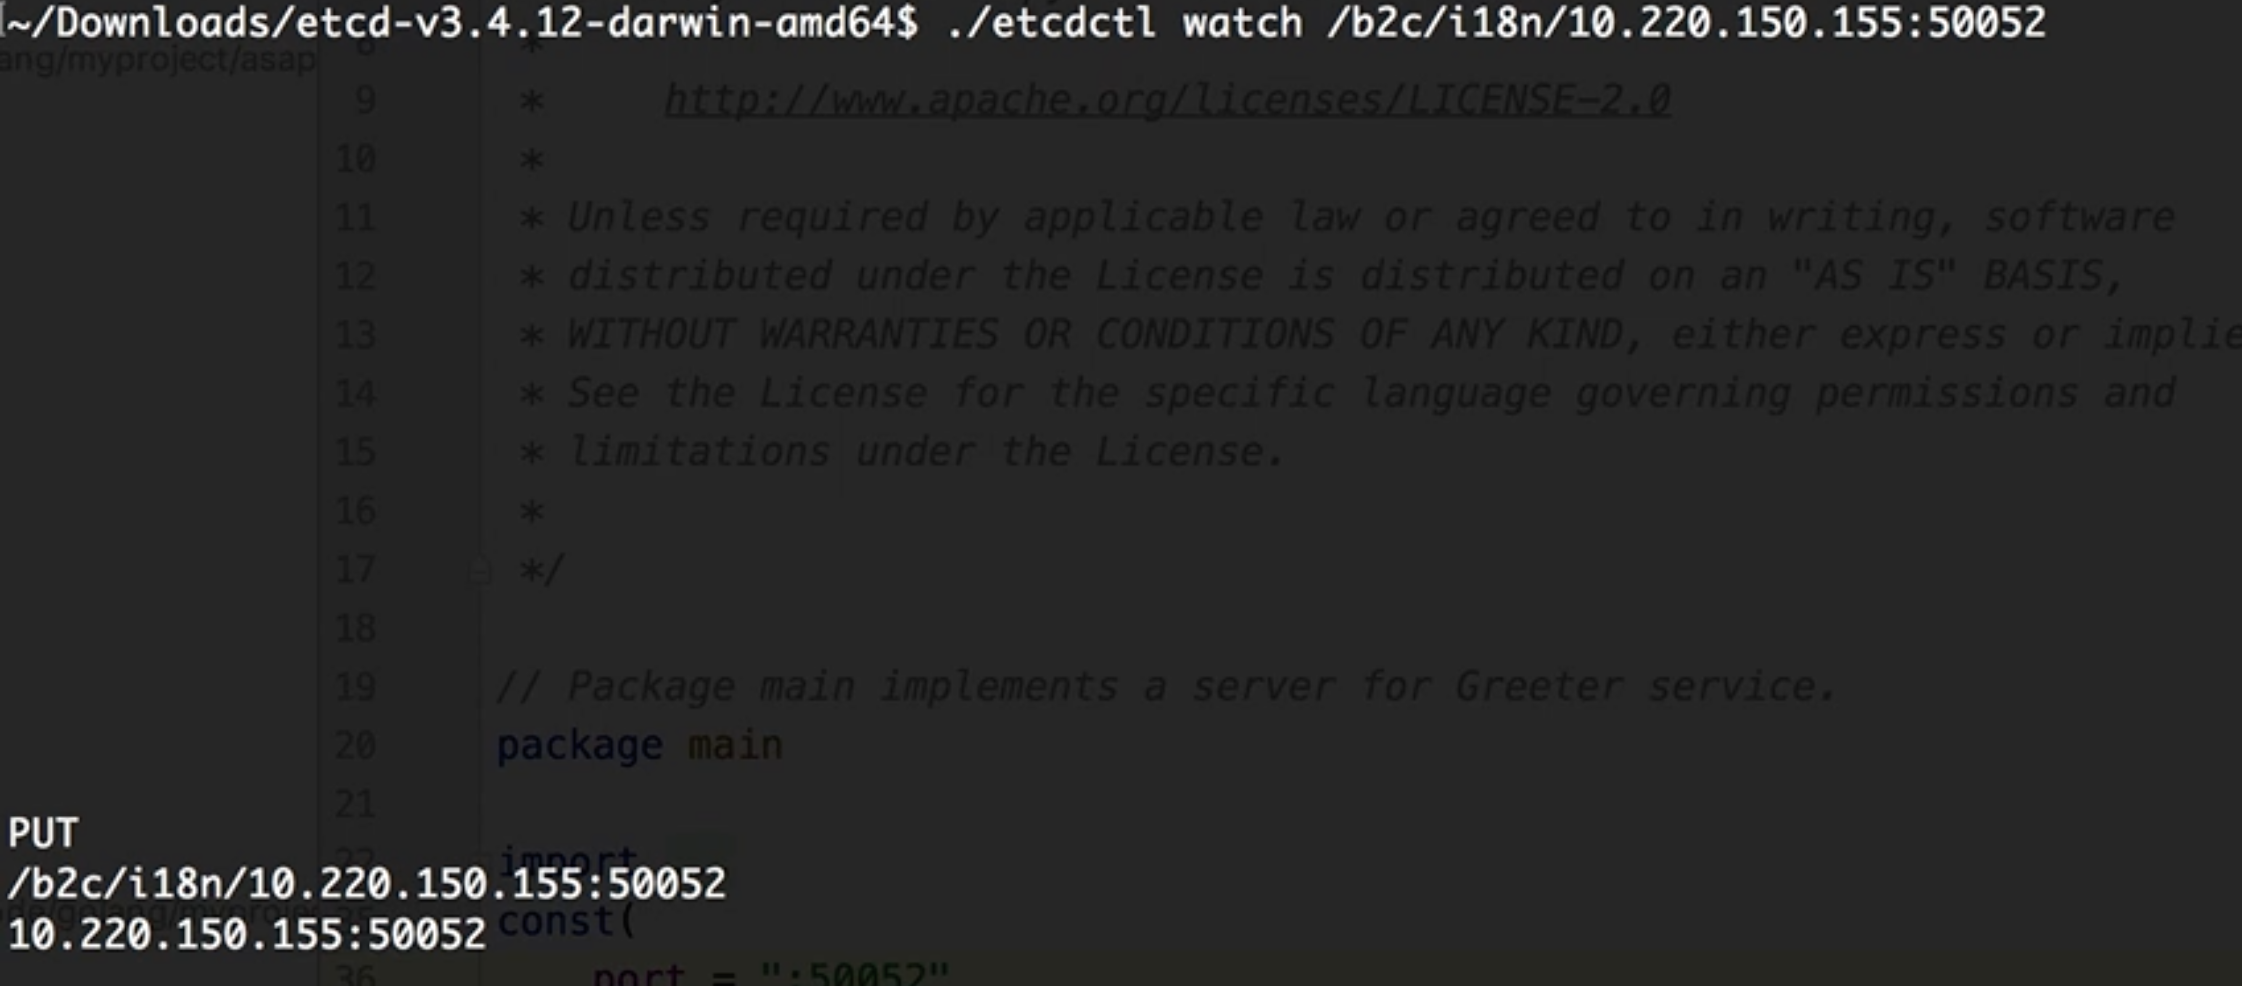 ~/Downloads/etcd-v3.4.12-darwin-amd64$ ./etcdctl watch /b2c/i18n/10.220.150.155:50052
ang/myproject/asap
8 *
9 * http://www.apache.org/licenses/LICENSE-2.0
10 *
11 * Unless required by applicable law or agreed to in writing, software
12 * distributed under the License is distributed on an "AS IS" BASIS,
13 * WITHOUT WARRANTIES OR CONDITIONS OF ANY KIND, either express or implie
14 * See the License for the specific language governing permissions and
15 * limitations under the License.
16 *
17 */
18
19 // Package main implements a server for Greeter service.
20 package main
21
PUT
22 import
/b2c/i18n/10.220.150.155:50052
const(
10.220.150.155:50052
36 port = ":50052"